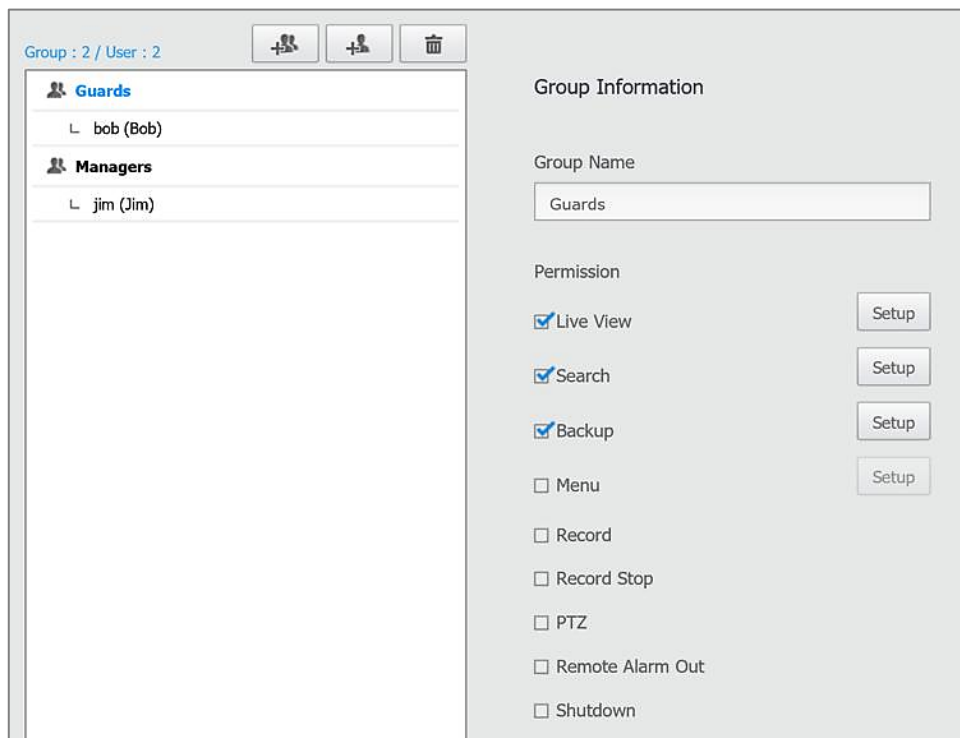 Group : 2 / User : 2
Guards
bob (Bob)
Managers
jim (Jim)
Group Information
Group Name
Guards
Permission
Live View Setup
Search Setup
Backup Setup
Menu Setup
Record
Record Stop
PTZ
Remote Alarm Out
Shutdown